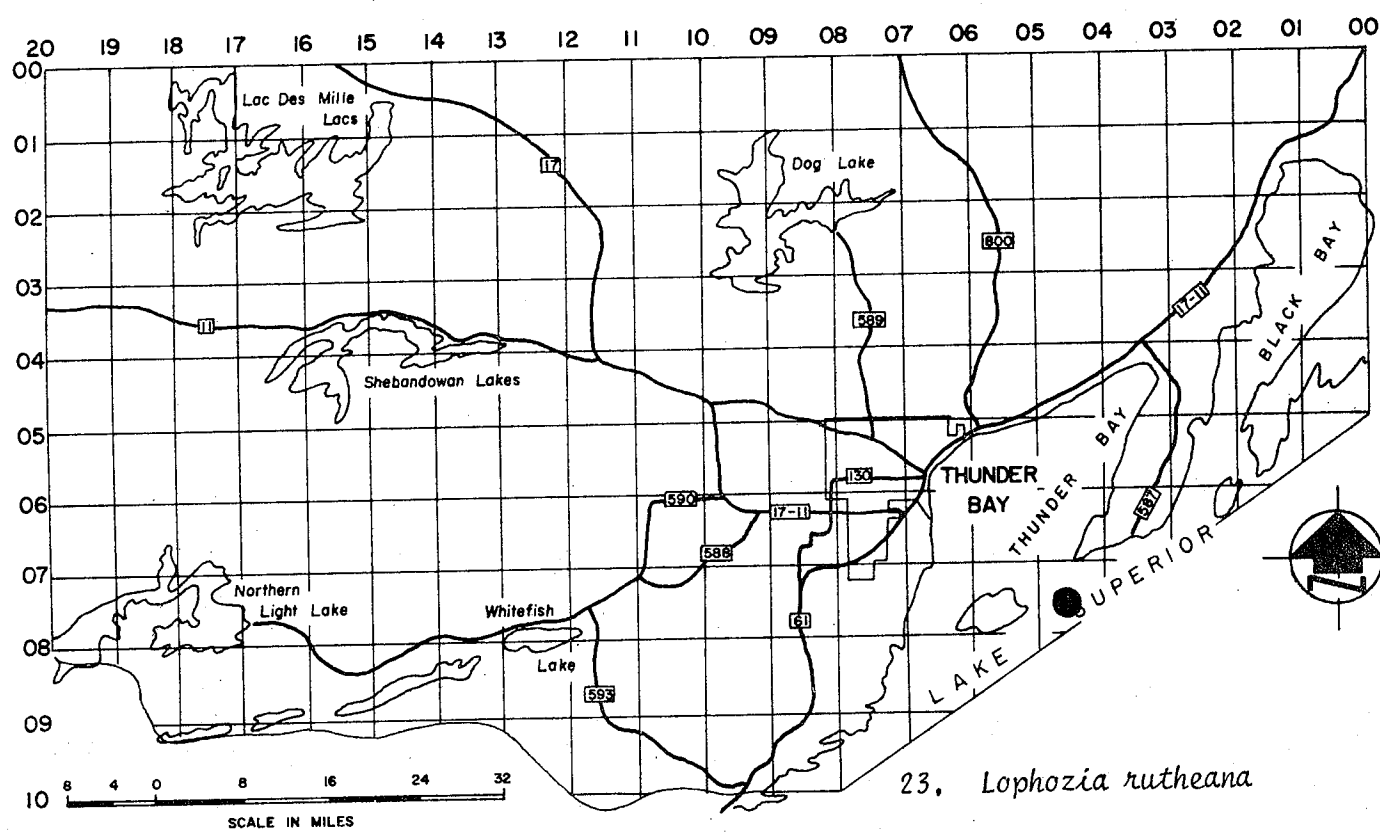 20 19 18 17 16 15 14 13 12 11 10 09 08 07 06 05 04 03 02 01 00
00
01
02
03
04
05
06
07
08
09
10
Lac Des Mille
Lacs
17
Dog Lake
800
BLACK BAY
17-11
589
11
Shebandowan Lakes
THUNDER BAY
130
THUNDER
BAY
590
17-11
587
588
Northern
Light Lake
Whitefish
Lake
61
593
LAKE SUPERIOR
N
8 4 0 8 16 24 32
SCALE IN MILES
23. Lophozia rutheana